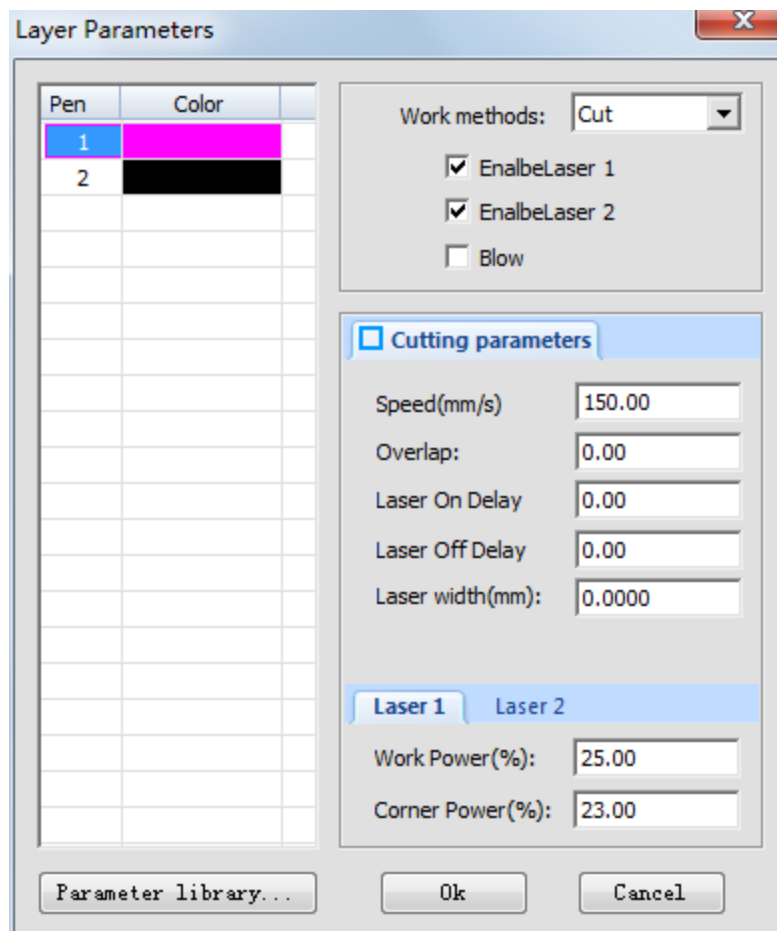 Layer Parameters
Pen Color
1
2
Work methods: Cut
EnalbeLaser 1
EnalbeLaser 2
Blow
Cutting parameters
Speed(mm/s) 150.00
Overlap: 0.00
Laser On Delay 0.00
Laser Off Delay 0.00
Laser width(mm): 0.0000
Laser 1 Laser 2
Work Power(%): 25.00
Corner Power(%): 23.00
Parameter library... Ok Cancel